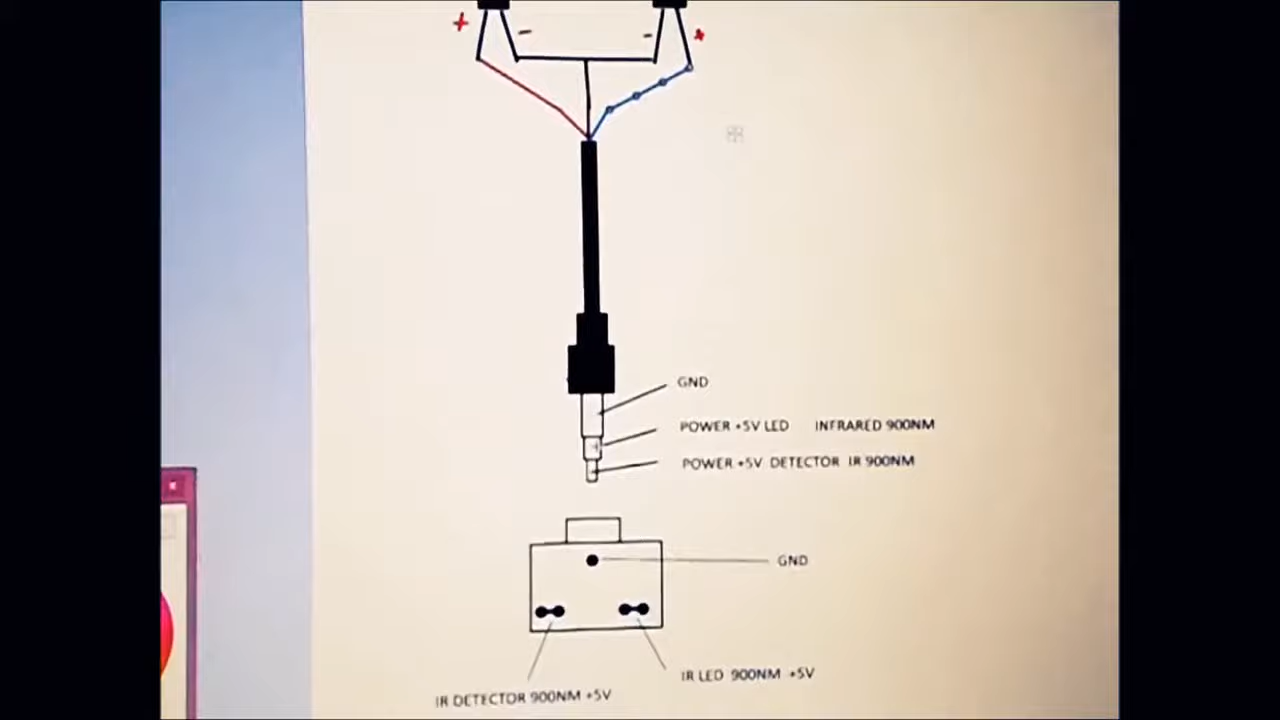 + - - +
GND
POWER +5V LED INFRARED 900NM
POWER +5V DETECTOR IR 900NM
GND
IR LED 900NM +5V
IR DETECTOR 900NM +5V